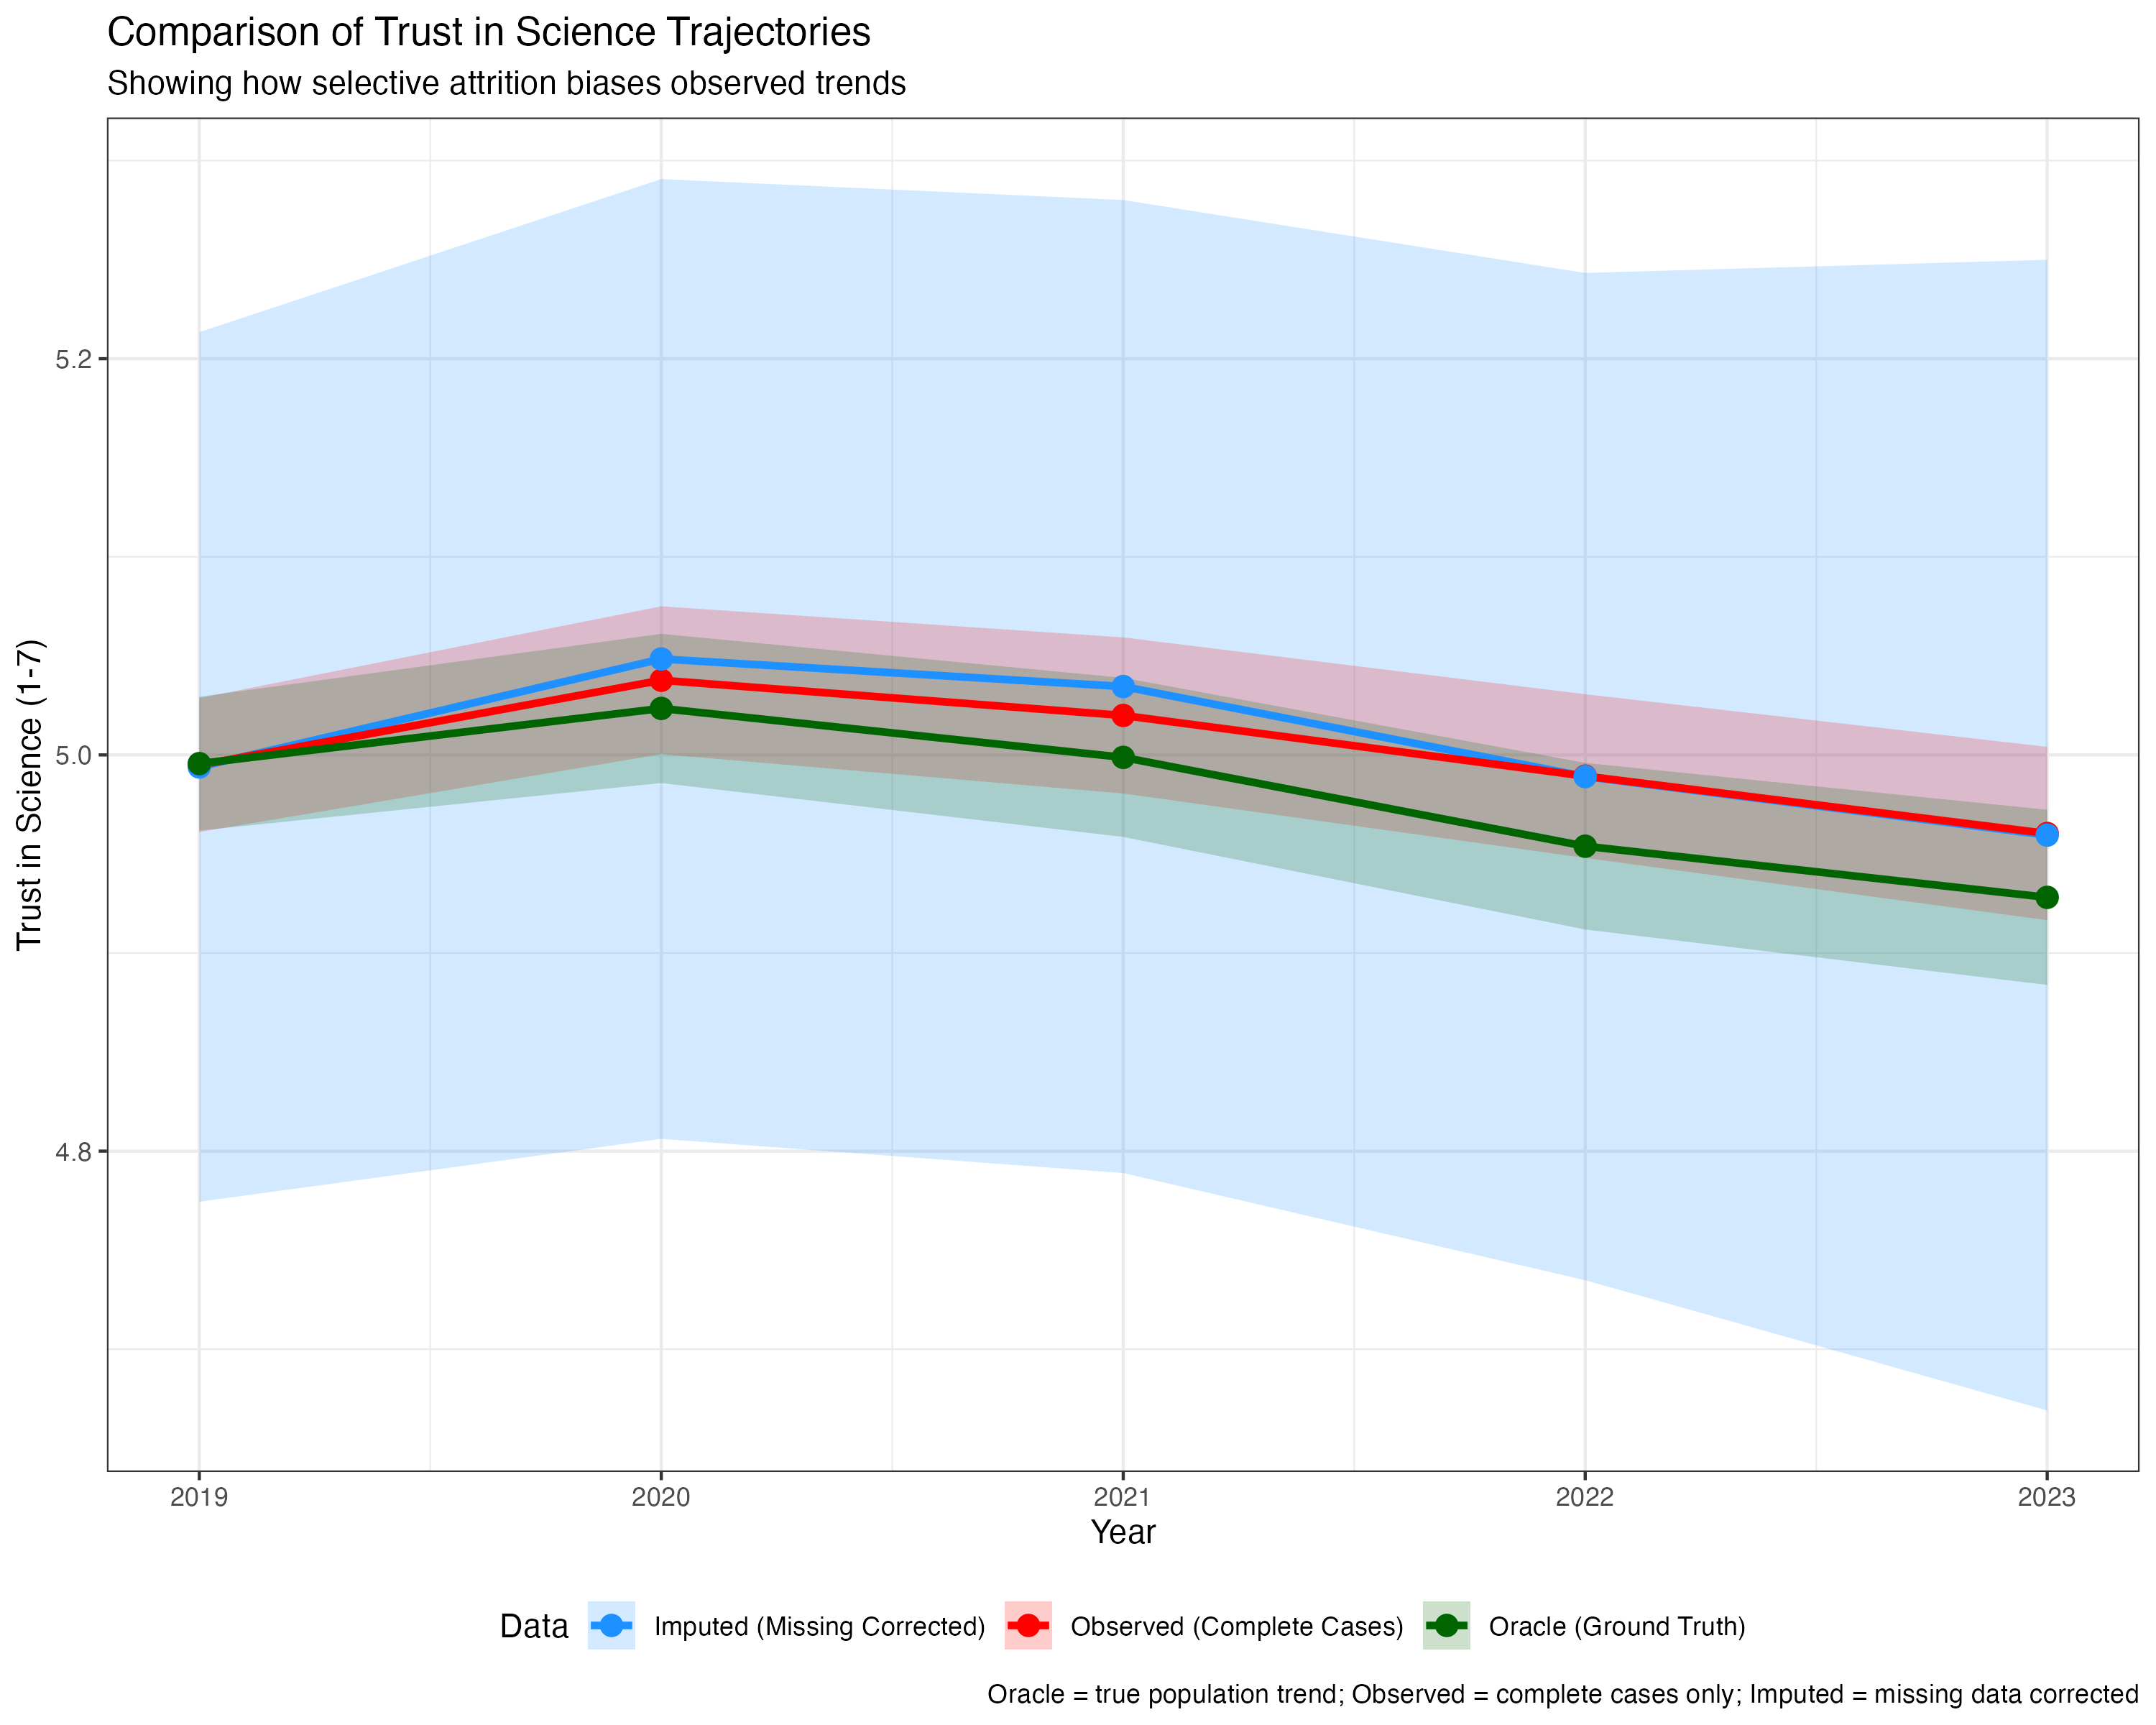 Comparison of Trust in Science Trajectories
Showing how selective attrition biases observed trends
Trust in Science (1-7)
5.2
5.0
4.8
2019 2020 2021 2022 2023
Year
Data Imputed (Missing Corrected) Observed (Complete Cases) Oracle (Ground Truth)
Oracle = true population trend; Observed = complete cases only; Imputed = missing data corrected